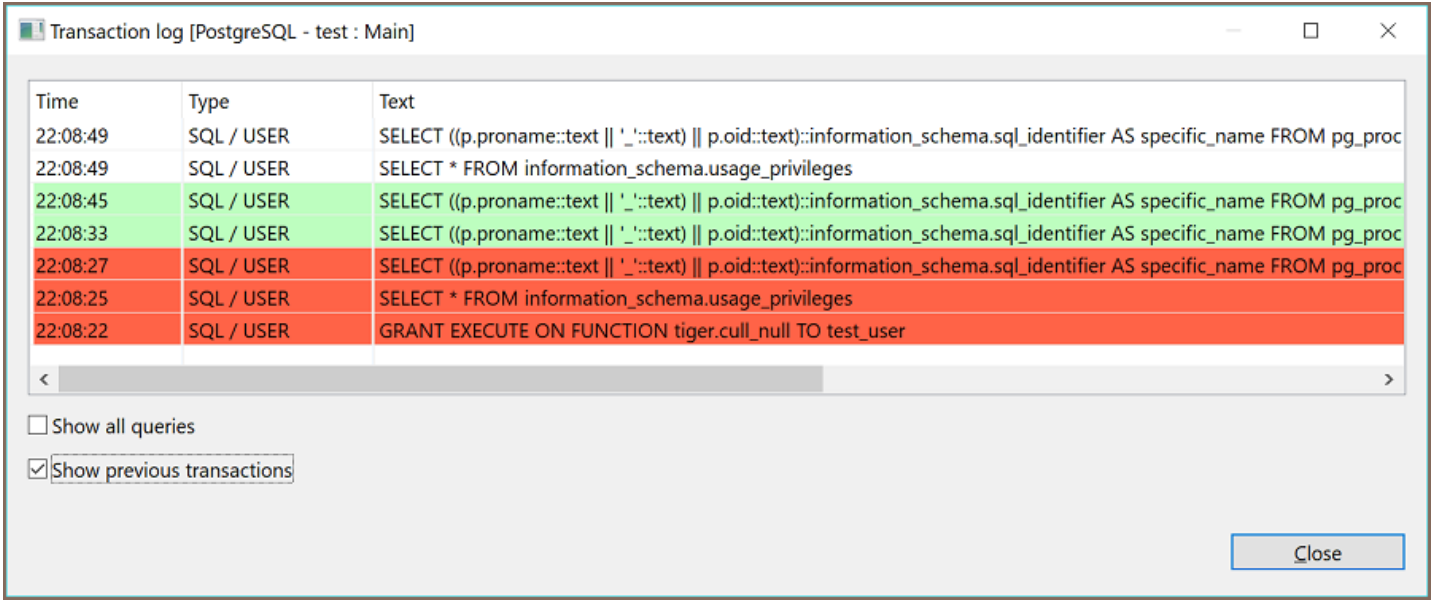 Transaction log [PostgreSQL - test : Main]
Time Type Text
22:08:49 SQL / USER SELECT ((p.proname::text || '_'::text) || p.oid::text)::information_schema.sql_identifier AS specific_name FROM pg_proc
22:08:49 SQL / USER SELECT * FROM information_schema.usage_privileges
22:08:45 SQL / USER SELECT ((p.proname::text || '_'::text) || p.oid::text)::information_schema.sql_identifier AS specific_name FROM pg_proc
22:08:33 SQL / USER SELECT ((p.proname::text || '_'::text) || p.oid::text)::information_schema.sql_identifier AS specific_name FROM pg_proc
22:08:27 SQL / USER SELECT ((p.proname::text || '_'::text) || p.oid::text)::information_schema.sql_identifier AS specific_name FROM pg_proc
22:08:25 SQL / USER SELECT * FROM information_schema.usage_privileges
22:08:22 SQL / USER GRANT EXECUTE ON FUNCTION tiger.cull_null TO test_user
Show all queries
Show previous transactions
Close